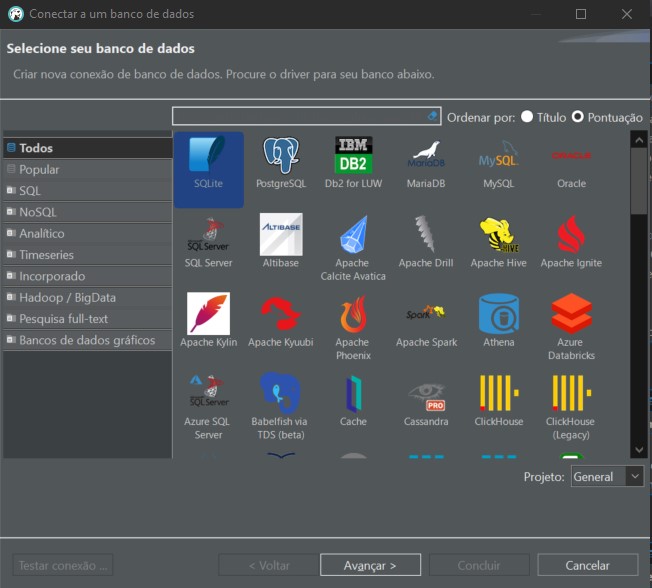 Conectar a um banco de dados
Selecione seu banco de dados
Criar nova conexão de banco de dados. Procure o driver para seu banco abaixo.
Ordenar por: Título Pontuação
Todos
Popular
SQL
NoSQL
Analítico
Timeseries
Incorporado
Hadoop / BigData
Pesquisa full-text
Bancos de dados gráficos
SQLite
PostgreSQL
IBM
DB2
Db2 for LUW
MariaDB
MariaDB
MySQL
MySQL
ORACLE
Oracle
SQL Server
SQL Server
ALTIBASE
Altibase
Apache
Calcite Avatica
Apache Drill
HIVE
Apache Hive
Apache Ignite
Apache Kylin
Apache Kyuubi
Apache
Phoenix
Spark
Apache Spark
Athena
Azure
Databricks
SQL Server
Azure SQL
Server
Babelfish via
TDS (beta)
Cache
PRO
Cassandra
ClickHouse
ClickHouse
(Legacy)
Projeto: General
Testar conexão ...
< Voltar
Avançar >
Concluir
Cancelar